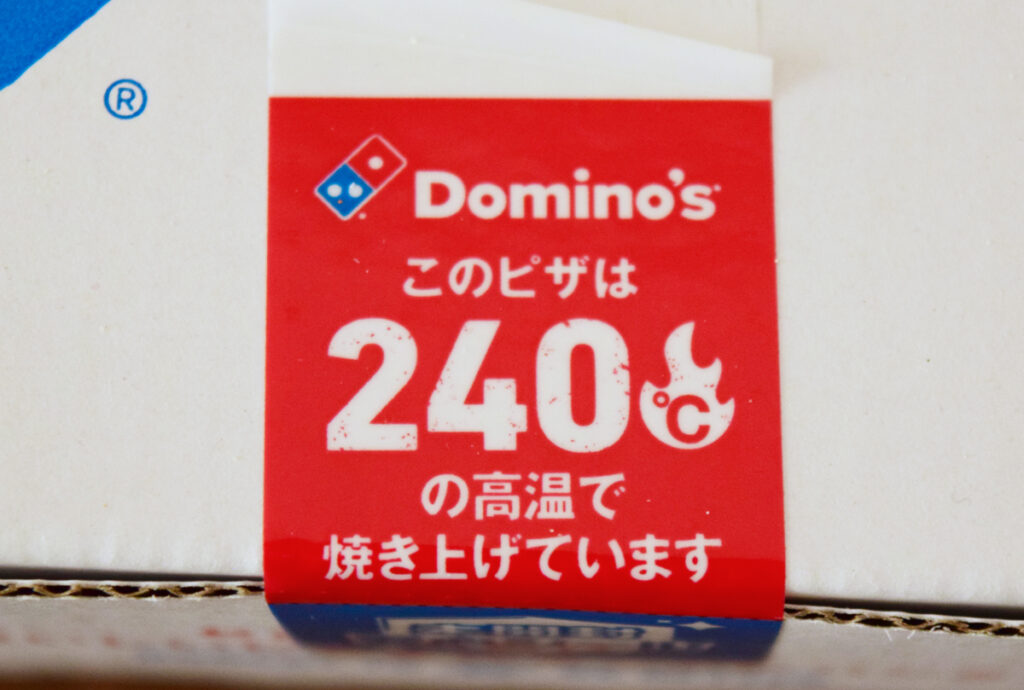 ®
Domino's
このピザは
240℃
の高温で
焼き上げています